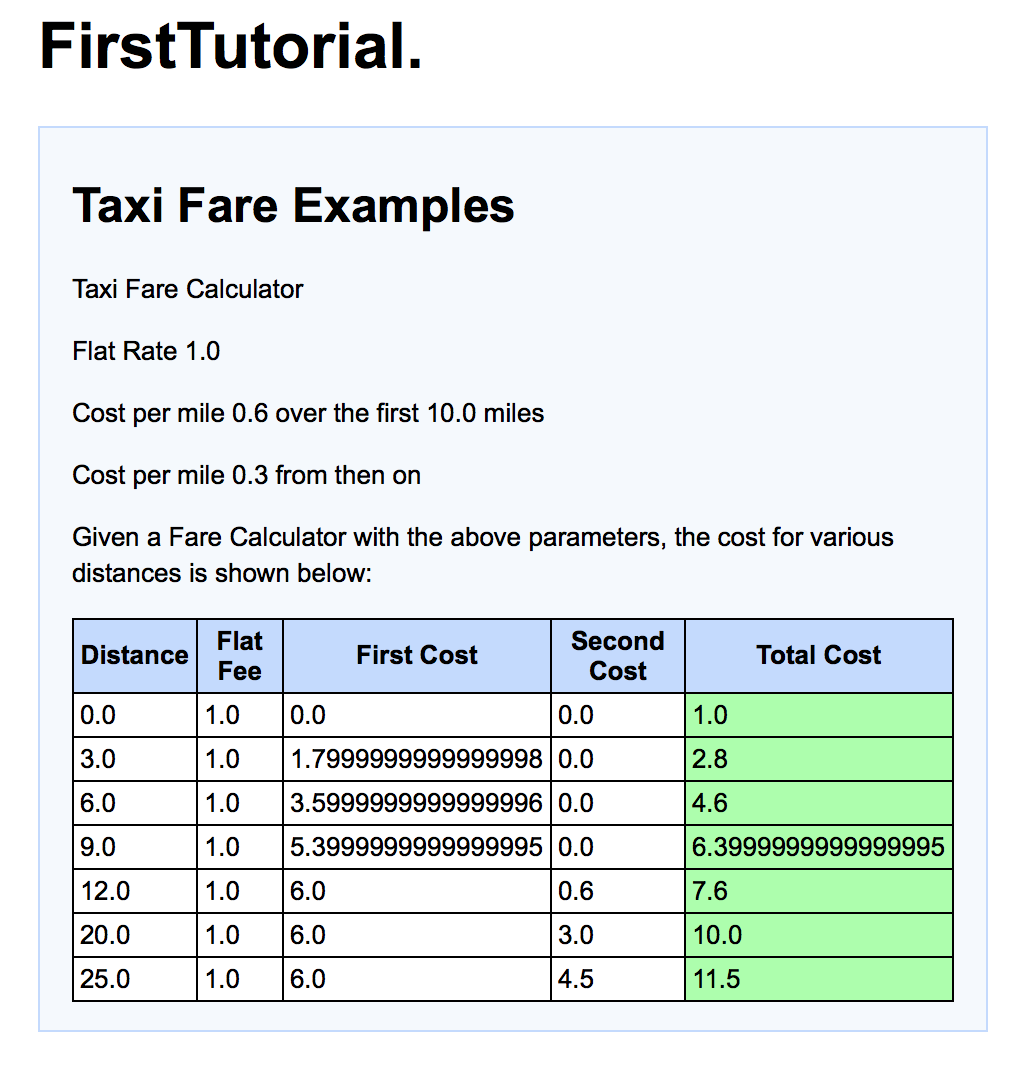 FirstTutorial.
Taxi Fare Examples
Taxi Fare Calculator
Flat Rate 1.0
Cost per mile 0.6 over the first 10.0 miles
Cost per mile 0.3 from then on
Given a Fare Calculator with the above parameters, the cost for various
distances is shown below:
Distance Flat Fee First Cost Second Cost Total Cost
0.0 1.0 0.0 0.0 1.0
3.0 1.0 1.7999999999999998 0.0 2.8
6.0 1.0 3.5999999999999996 0.0 4.6
9.0 1.0 5.3999999999999995 0.0 6.3999999999999995
12.0 1.0 6.0 0.6 7.6
20.0 1.0 6.0 3.0 10.0
25.0 1.0 6.0 4.5 11.5